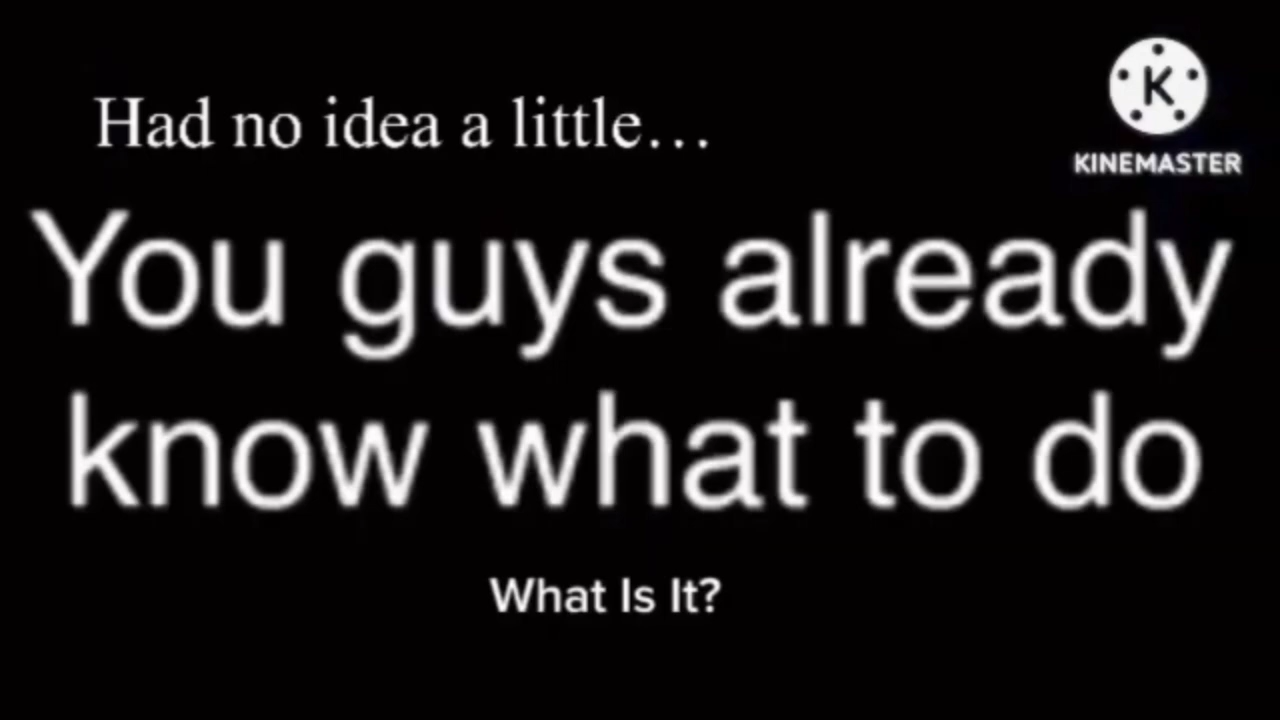 Had no idea a little…
K
KINEMASTER
You guys already
know what to do
What Is It?